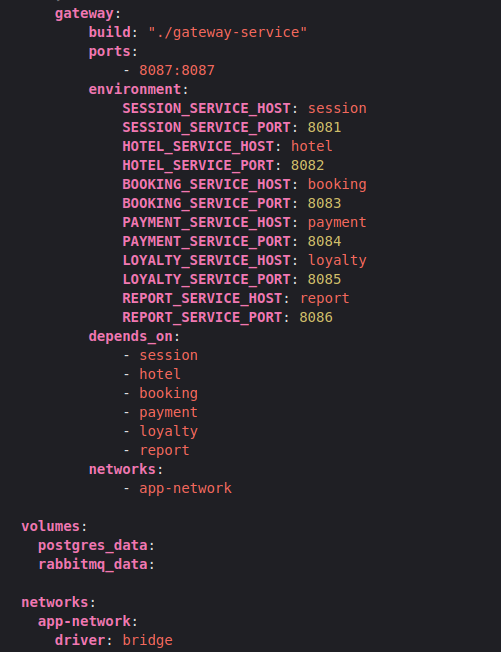 gateway:
build: "./gateway-service"
ports:
- 8087:8087
environment:
SESSION_SERVICE_HOST: session
SESSION_SERVICE_PORT: 8081
HOTEL_SERVICE_HOST: hotel
HOTEL_SERVICE_PORT: 8082
BOOKING_SERVICE_HOST: booking
BOOKING_SERVICE_PORT: 8083
PAYMENT_SERVICE_HOST: payment
PAYMENT_SERVICE_PORT: 8084
LOYALTY_SERVICE_HOST: loyalty
LOYALTY_SERVICE_PORT: 8085
REPORT_SERVICE_HOST: report
REPORT_SERVICE_PORT: 8086
depends_on:
- session
- hotel
- booking
- payment
- loyalty
- report
networks:
- app-network
volumes:
postgres_data:
rabbitmq_data:
networks:
app-network:
driver: bridge